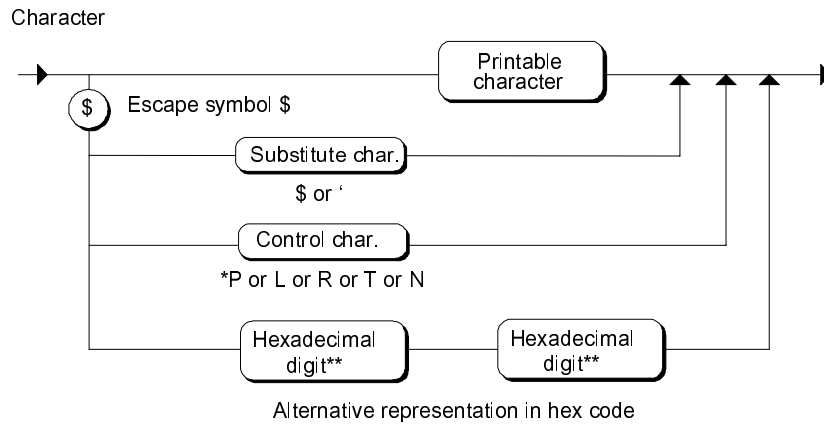 Character
Printable
character
$
Escape symbol $
Substitute char.
$ or ‘
Control char.
*P or L or R or T or N
Hexadecimal
digit**
Hexadecimal
digit**
Alternative representation in hex code